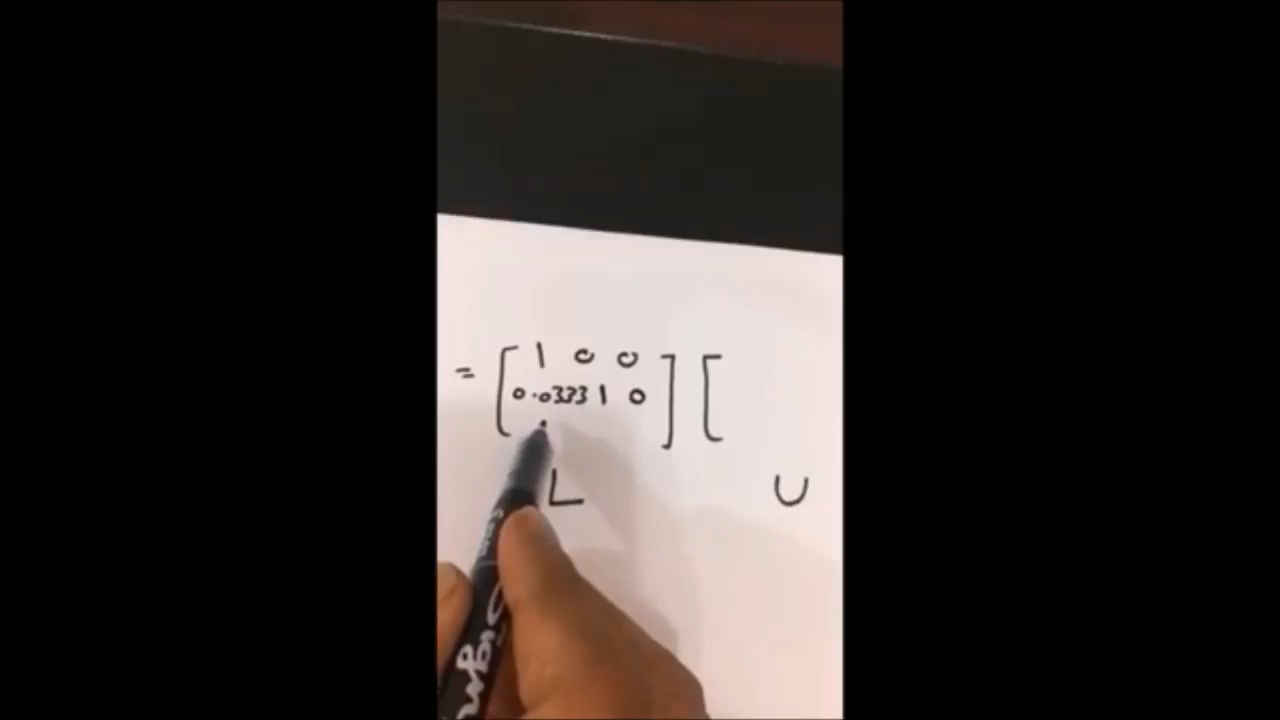 = [ 1 0 0 ] [
0.0333 1 0
L U